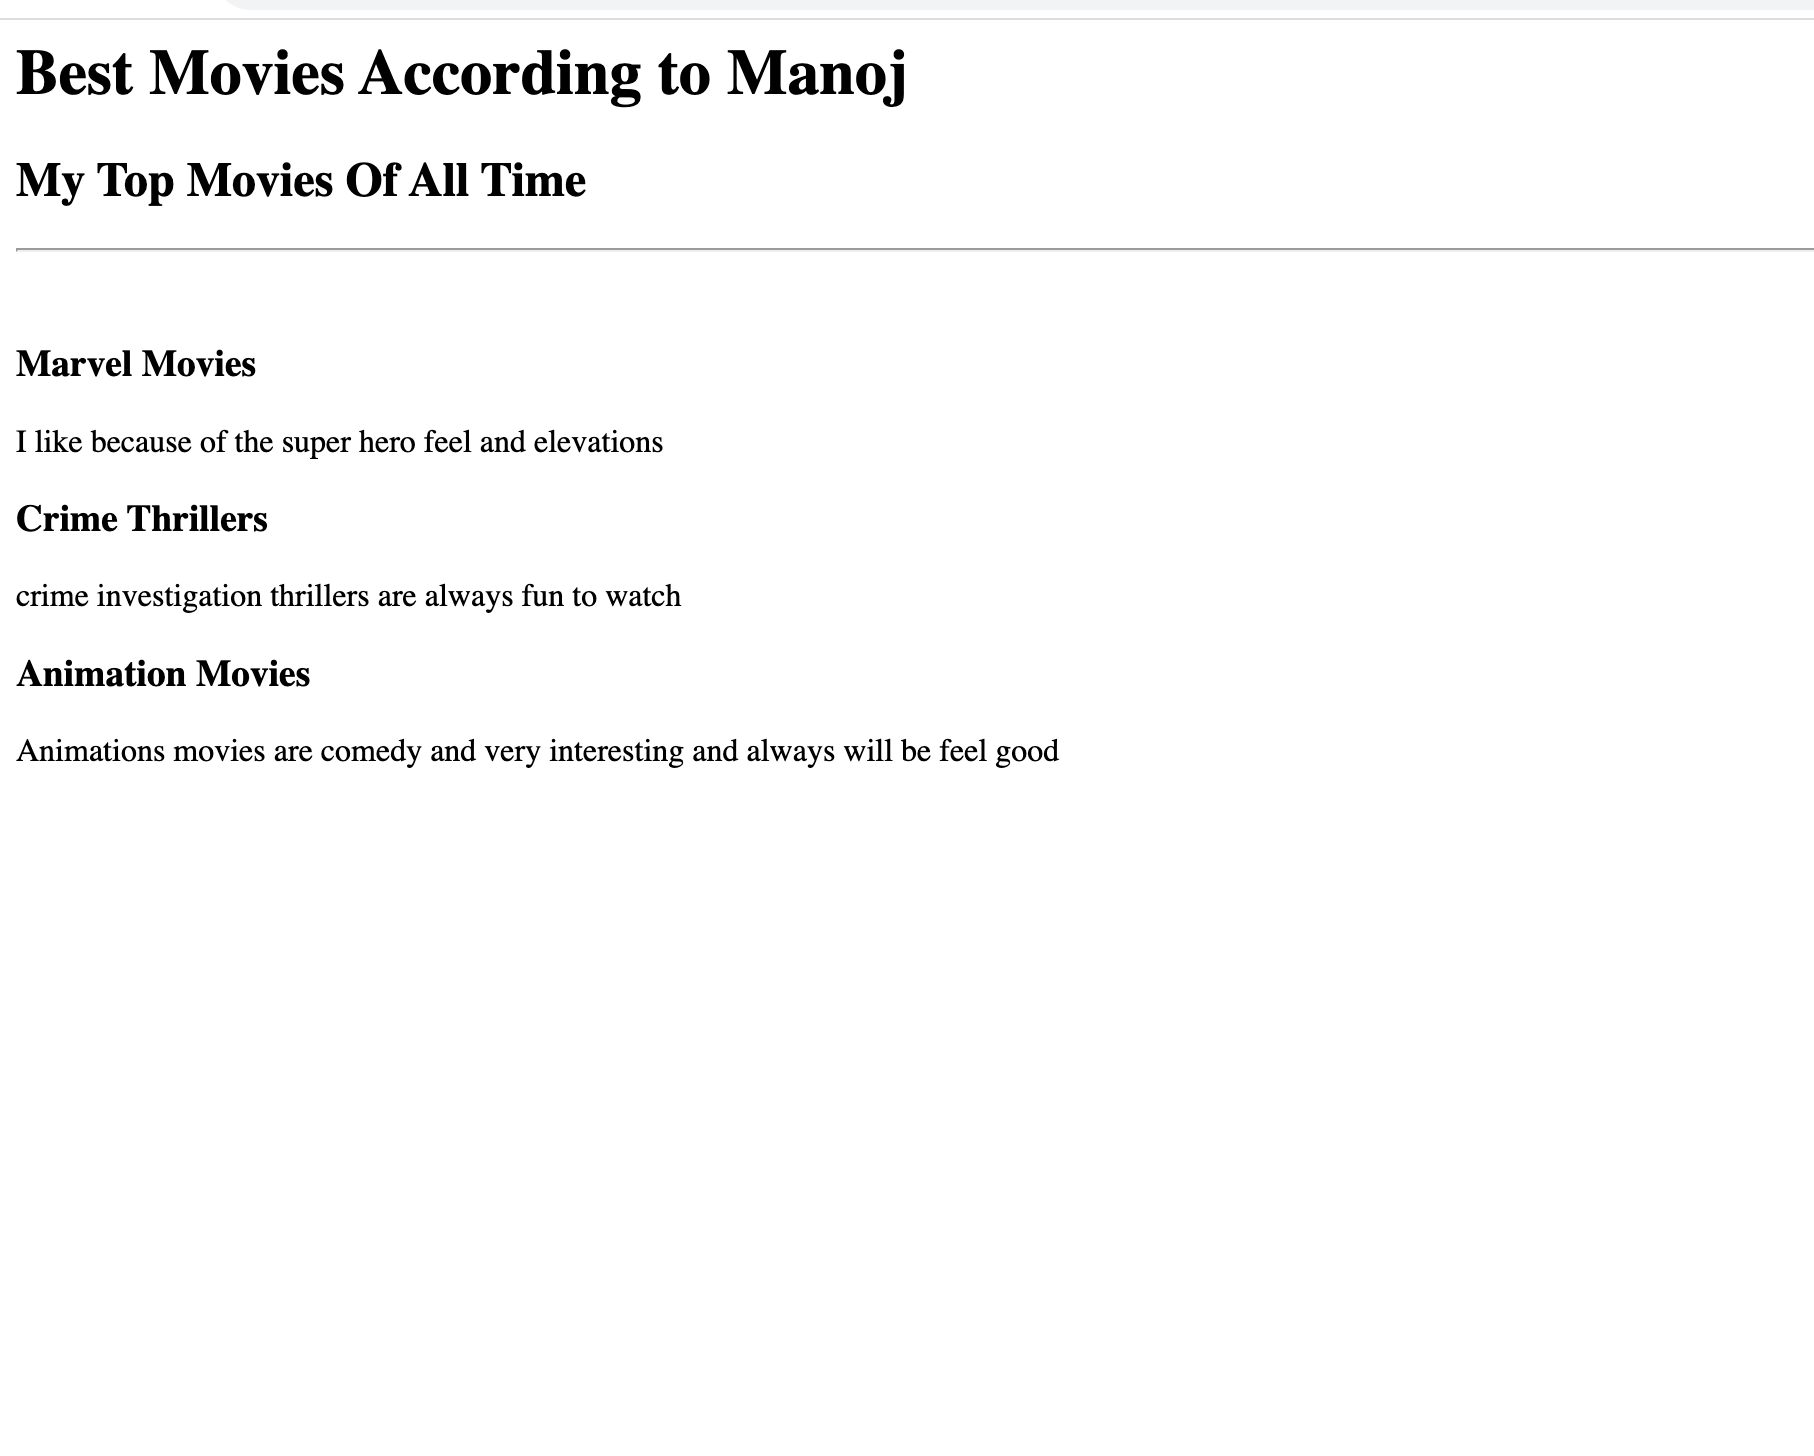 Best Movies According to Manoj
My Top Movies Of All Time
Marvel Movies
I like because of the super hero feel and elevations
Crime Thrillers
crime investigation thrillers are always fun to watch
Animation Movies
Animations movies are comedy and very interesting and always will be feel good